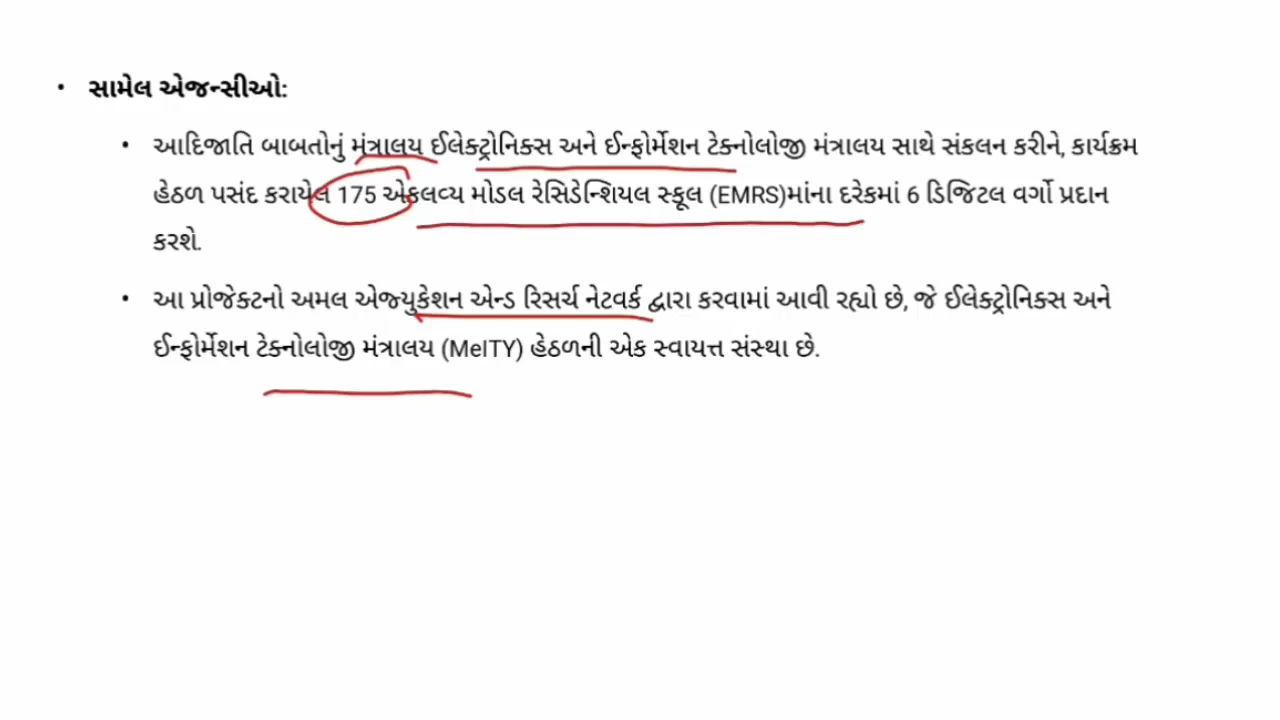 • સામેલ એજન્સીઓ:
• આદિજાતિ બાબતોનું મંત્રાલય ઈલેક્ટ્રોનિક્સ અને ઈન્ફોર્મેશન ટેક્નોલોજી મંત્રાલય સાથે સંકલન કરીને, કાર્યક્રમ
હેઠળ પસંદ કરાયેલ 175 એકલવ્ય મોડલ રેસિડેન્શિયલ સ્કૂલ (EMRS)માંના દરેકમાં 6 ડિજિટલ વર્ગો પ્રદાન
કરશે.
• આ પ્રોજેક્ટનો અમલ એજ્યુકેશન એન્ડ રિસર્ચ નેટવર્ક દ્વારા કરવામાં આવી રહ્યો છે, જે ઈલેક્ટ્રોનિક્સ અને
ઈન્ફોર્મેશન ટેક્નોલોજી મંત્રાલય (MeITY) હેઠળની એક સ્વાયત્ત સંસ્થા છે.